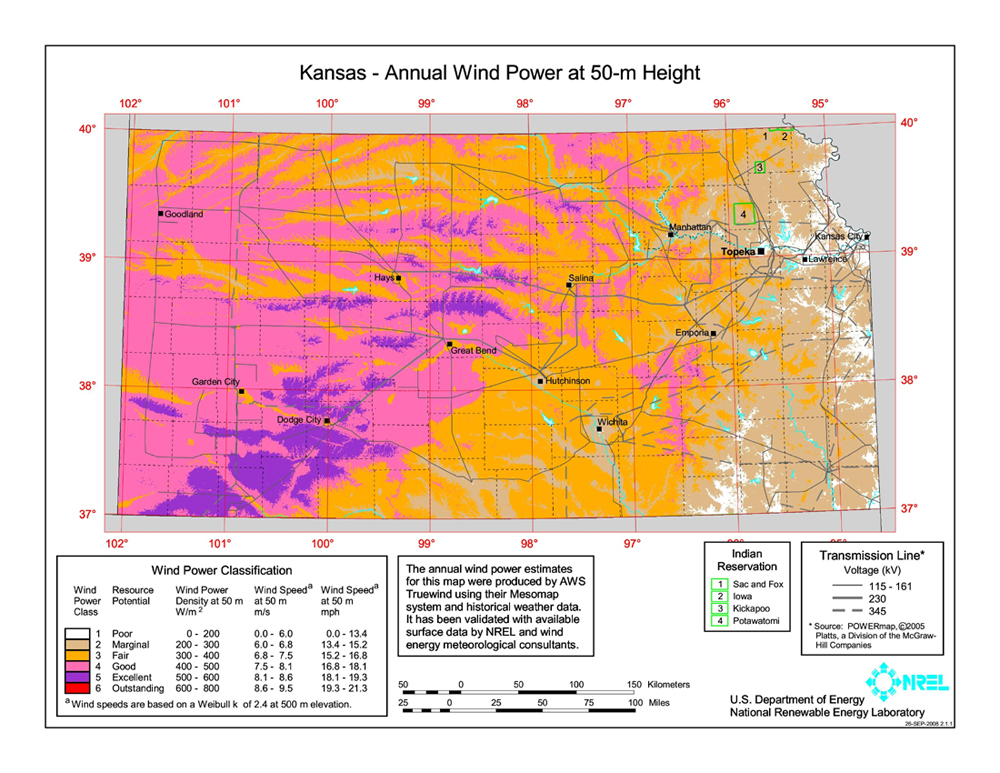 Kansas - Annual Wind Power at 50-m Height
102° 101° 100° 99° 98° 97° 96° 95°
40° 40°
1 2
3
4
Goodland
Manhattan
Kansas City
Topeka
39° 39°
Lawrence
Hays
Salina
Emporia
Great Bend
38° 38°
Garden City
Hutchinson
Dodge City
Wichita
37° 37°
102° 101° 100° 99° 98° 97° 96° 95°
Wind Power Classification
Wind Power Class
Resource Potential
Wind Power Density at 50 m W/m 2
Wind Speed a at 50 m m/s
Wind Speed a at 50 m mph
1 Poor 0 - 200 0.0 - 6.0 0.0 - 13.4
2 Marginal 200 - 300 6.0 - 6.8 13.4 - 15.2
3 Fair 300 - 400 6.8 - 7.5 15.2 - 16.8
4 Good 400 - 500 7.5 - 8.1 16.8 - 18.1
5 Excellent 500 - 600 8.1 - 8.6 18.1 - 19.3
6 Outstanding 600 - 800 8.6 - 9.5 19.3 - 21.3
a Wind speeds are based on a Weibull k of 2.4 at 500 m elevation.
The annual wind power estimates
for this map were produced by AWS
Truewind using their Mesomap
system and historical weather data.
It has been validated with available
surface data by NREL and wind
energy meteorological consultants.
Indian
Reservation
1 Sac and Fox
2 Iowa
3 Kickapoo
4 Potawatomi
Transmission Line*
Voltage (kV)
115 - 161
230
345
* Source: POWERmap, ©2005
Platts, a Division of the McGraw-
Hill Companies
50 0 50 100 150 Kilometers
25 0 25 50 75 100 Miles
NREL
U.S. Department of Energy
National Renewable Energy Laboratory
26-SEP-2008 2.1.1